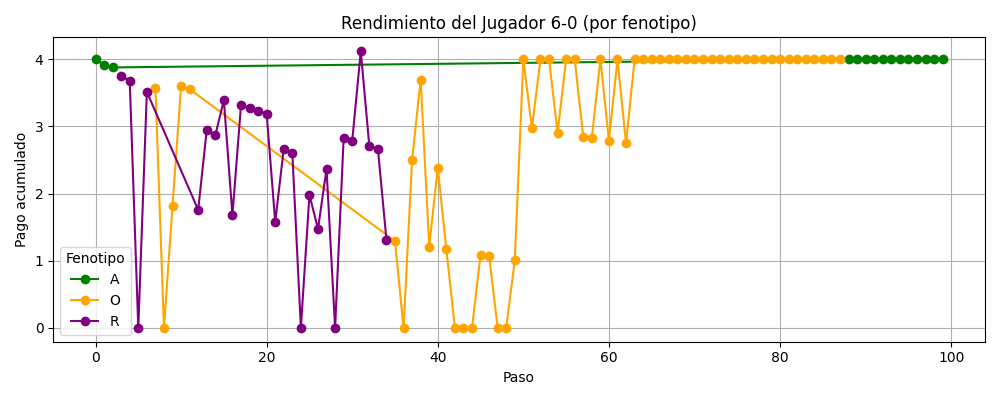 Rendimiento del Jugador 6-0 (por fenotipo)
Pago acumulado
4
3
2
1
0
Fenotipo
A
O
R
0 20 40 60 80 100
Paso